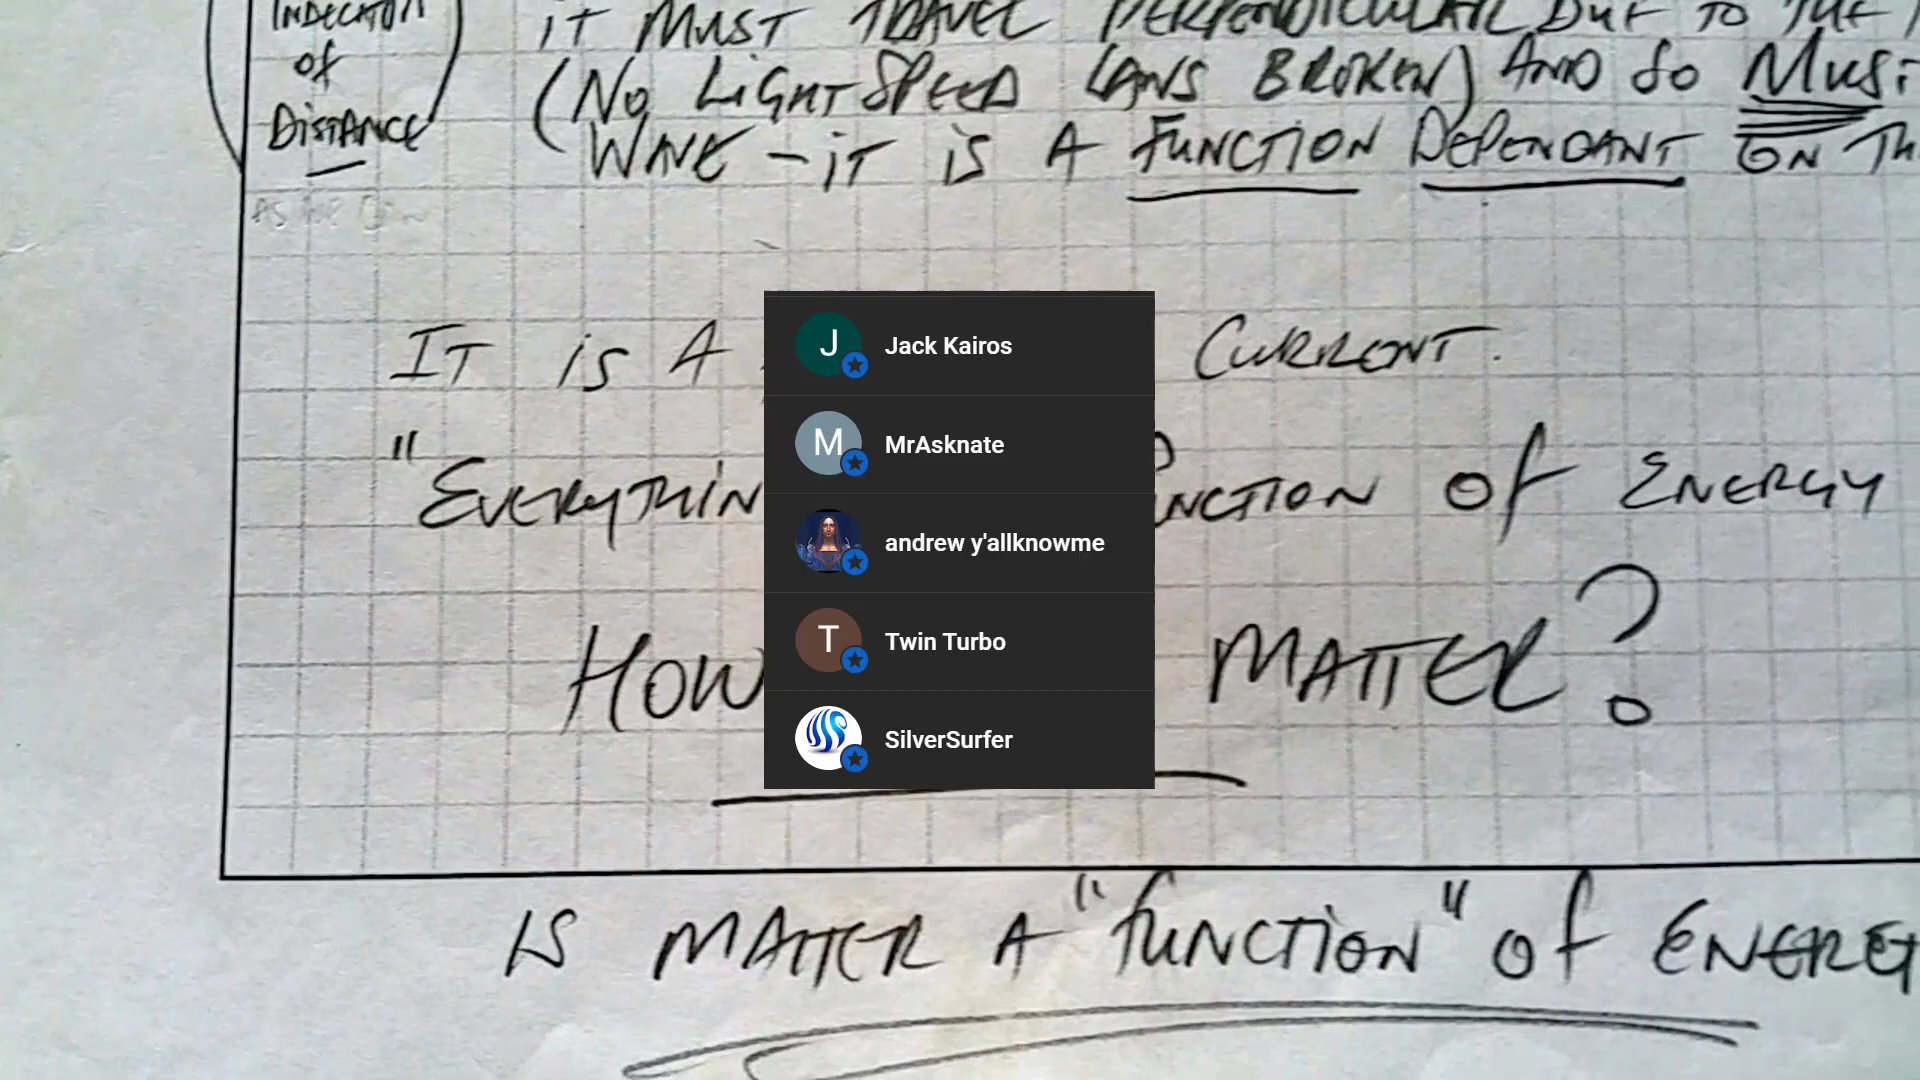 INDICATOR
of
DISTANCE
iT MUST TRAVEL PERPENDICULAR DUE TO THE
(NO LIGHT SPEED LAWS BROKEN) AND SO MUST
WAVE - iT iS A FUNCTION DEPENDANT ON
IT iS A CURRENT.
"EVERYTHIN NCTION of ENERGY
HOW MATTER?
IS MATTER A "fUNCTiON" of ENERG
J Jack Kairos
M MrAsknate
andrew y'allknowme
T Twin Turbo
SilverSurfer